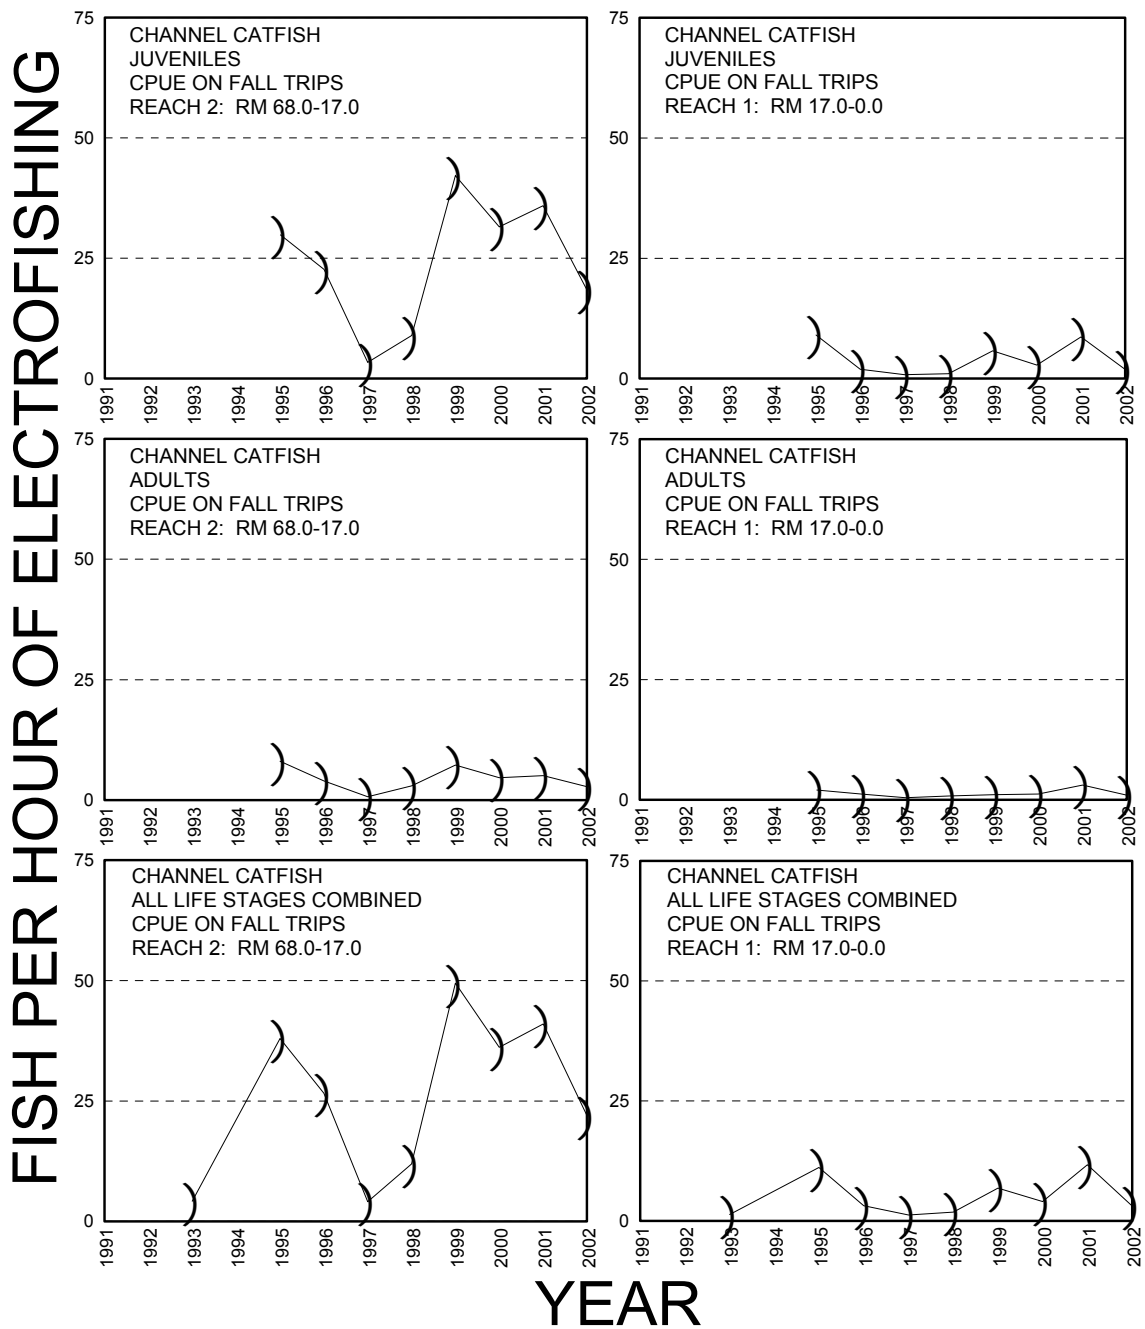 FISH PER HOUR OF ELECTROFISHING
75
50
25
0
CHANNEL CATFISH
JUVENILES
CPUE ON FALL TRIPS
REACH 2: RM 68.0-17.0
1991 1992 1993 1994 1995 1996 1997 1998 1999 2000 2001 2002
75
50
25
0
CHANNEL CATFISH
JUVENILES
CPUE ON FALL TRIPS
REACH 1: RM 17.0-0.0
1991 1992 1993 1994 1995 1996 1997 1998 1999 2000 2001 2002
75
50
25
0
CHANNEL CATFISH
ADULTS
CPUE ON FALL TRIPS
REACH 2: RM 68.0-17.0
1991 1992 1993 1994 1995 1996 1997 1998 1999 2000 2001 2002
75
50
25
0
CHANNEL CATFISH
ADULTS
CPUE ON FALL TRIPS
REACH 1: RM 17.0-0.0
1991 1992 1993 1994 1995 1996 1997 1998 1999 2000 2001 2002
75
50
25
0
CHANNEL CATFISH
ALL LIFE STAGES COMBINED
CPUE ON FALL TRIPS
REACH 2: RM 68.0-17.0
1991 1992 1993 1994 1995 1996 1997 1998 1999 2000 2001 2002
75
50
25
0
CHANNEL CATFISH
ALL LIFE STAGES COMBINED
CPUE ON FALL TRIPS
REACH 1: RM 17.0-0.0
1991 1992 1993 1994 1995 1996 1997 1998 1999 2000 2001 2002
YEAR